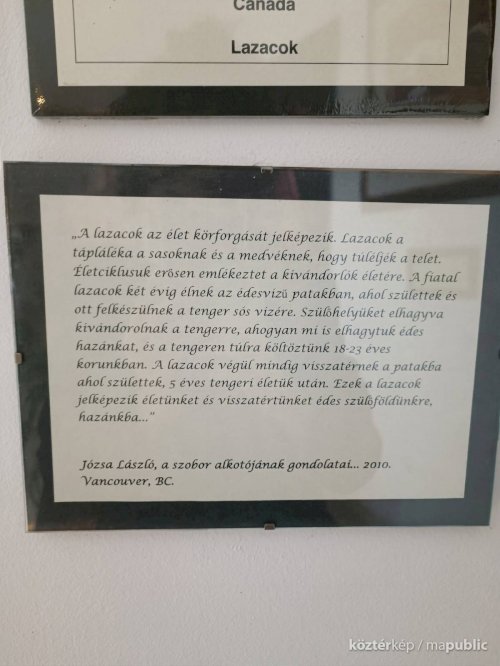 Canada
Lazacok
„A lazacok az élet körforgását jelképezik. Lazacok a
tápláléka a sasoknak és a medvéknek, hogy túléljék a telet.
Életciklusuk erősen emlékeztet a kivándorlók életére. A fiatal
lazacok két évig élnek az édesvizű patakban, ahol születtek és
ott felkészülnek a tenger sós vizére. Szülőhelyüket elhagyva
kivándorolnak a tengerre, ahogyan mi is elhagytuk édes
hazánkat, és a tengeren túlra költöztünk 18-23 éves
korunkban. A lazacok végül mindig visszatérnek a patakba
ahol születtek, 5 éves tengeri életük után. Ezek a lazacok
jelképezik életünket és visszatértünket édes szülőföldünkre,
hazánkba..."
Józsa László, a szobor alkotójának gondolatai... 2010.
Vancouver, BC.
köztérkép / mapublic